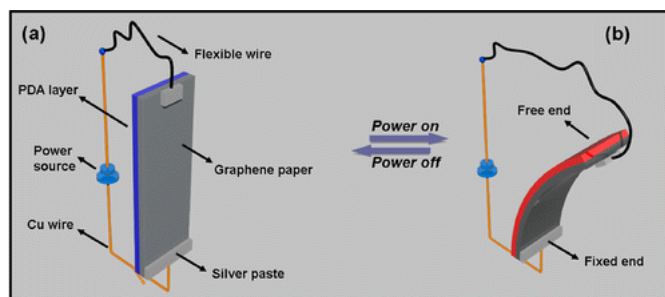 (a)
Flexible wire
PDA layer
Power
source
Graphene paper
Cu wire
Silver paste
Power on
Power off
(b)
Free end
Fixed end